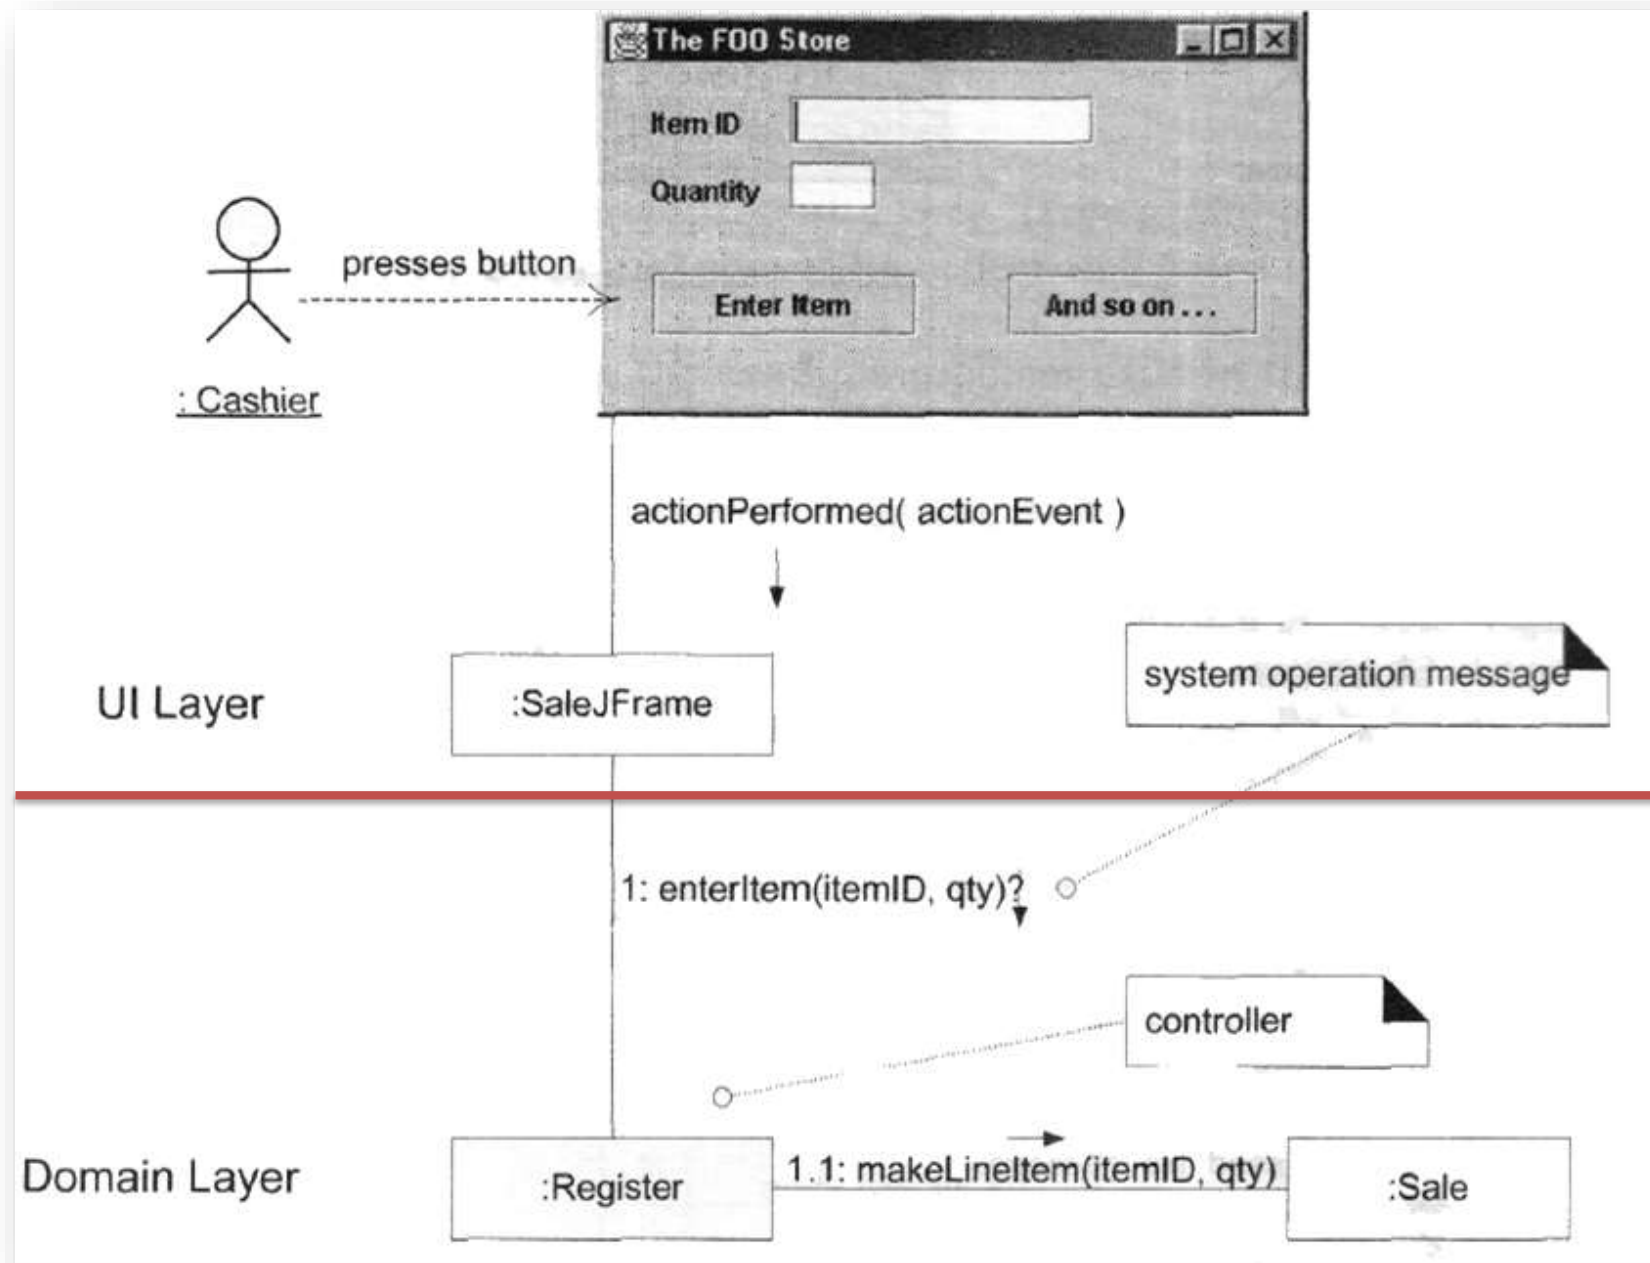 The FOO Store
Item ID
Quantity
presses button
Enter Item
And so on . . .
: Cashier
actionPerformed( actionEvent )
system operation message
UI Layer
:SaleJFrame
1: enterItem(itemID, qty)?
controller
Domain Layer
:Register
1.1: makeLineItem(itemID, qty)
:Sale